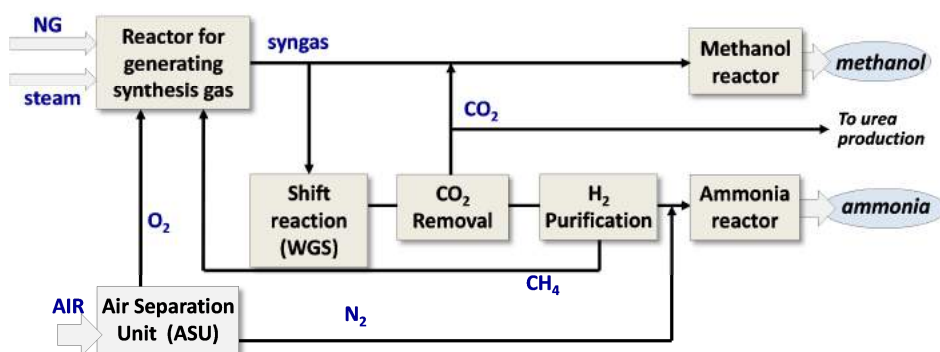 NG
steam
Reactor for
generating
synthesis gas
syngas
Methanol
reactor
methanol
CO₂
To urea
production
O₂
Shift
reaction
(WGS)
CO₂
Removal
H₂
Purification
Ammonia
reactor
ammonia
CH₄
AIR
Air Separation
Unit (ASU)
N₂